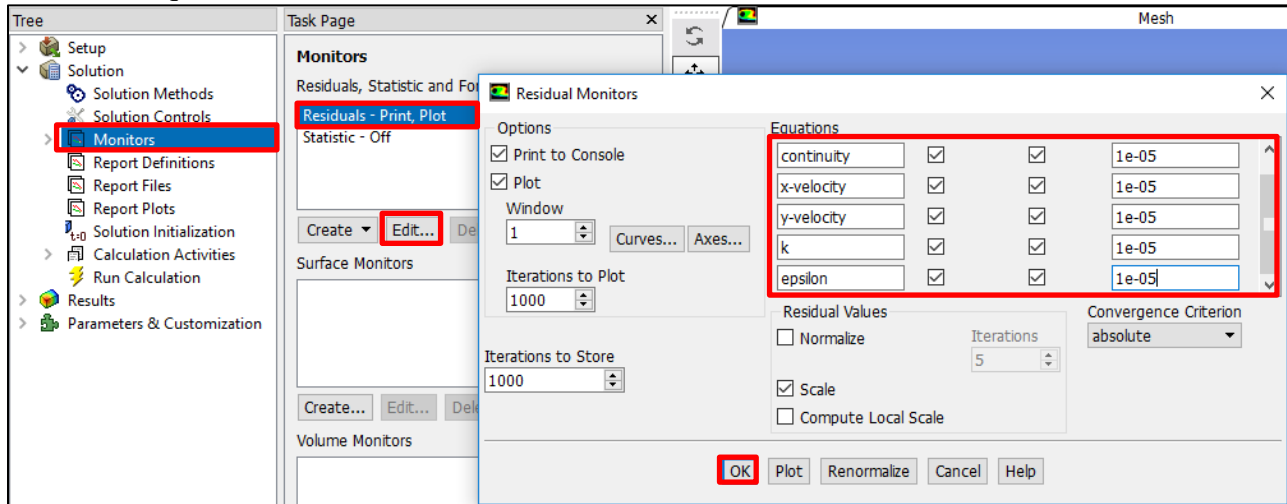 Tree
Task Page
Mesh
Setup
Solution
Solution Methods
Solution Controls
Monitors
Report Definitions
Report Files
Report Plots
t=0 Solution Initialization
Calculation Activities
Run Calculation
Results
Parameters & Customization
Monitors
Residuals, Statistic and Fo
Residuals - Print, Plot
Statistic - Off
Create Edit... De
Surface Monitors
Create... Edit... Dele
Volume Monitors
Residual Monitors
Options
Print to Console
Plot
Window
1 Curves... Axes...
Iterations to Plot
1000
Iterations to Store
1000
Equations
continuity 1e-05
x-velocity 1e-05
y-velocity 1e-05
k 1e-05
epsilon 1e-05
Residual Values
Normalize Iterations
5
Scale
Compute Local Scale
Convergence Criterion
absolute
OK Plot Renormalize Cancel Help